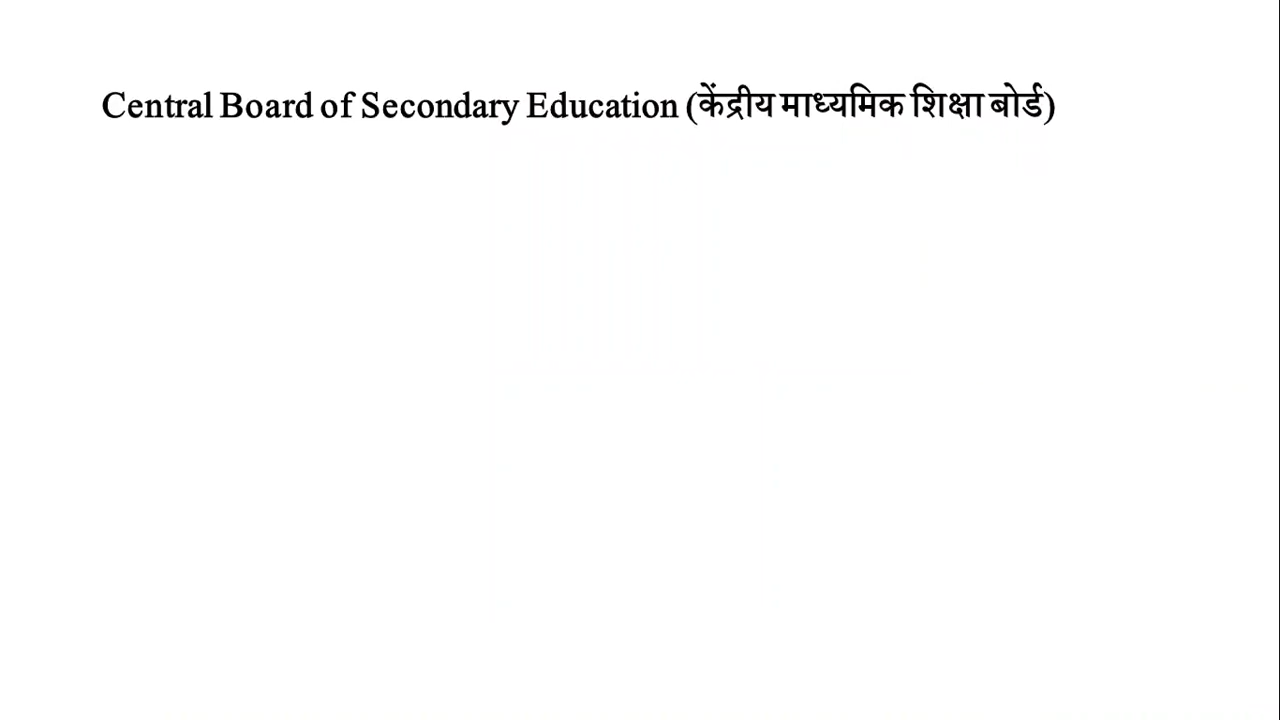 Central Board of Secondary Education (केंद्रीय माध्यमिक शिक्षा बोर्ड)